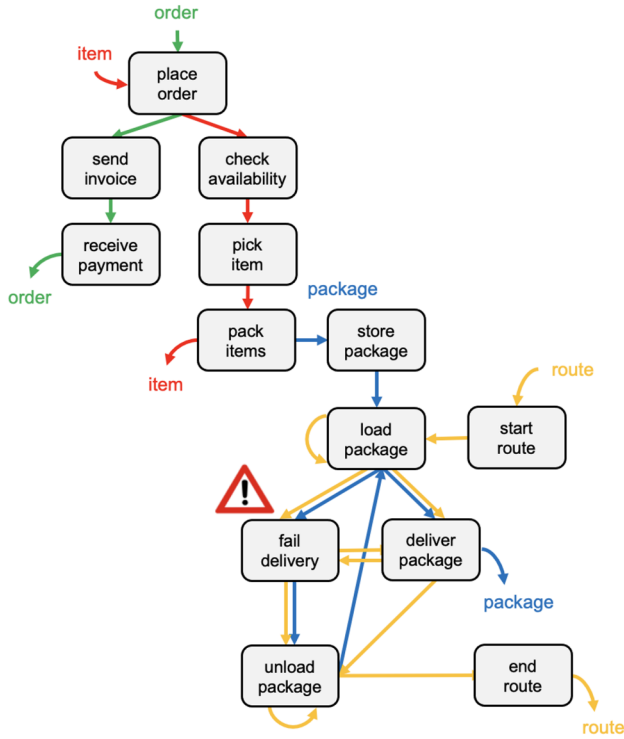 order
item
place
order
send
invoice
check
availability
receive
payment
pick
item
order
package
pack
items
store
package
item
route
load
package
start
route
!
fail
delivery
deliver
package
package
unload
package
end
route
route